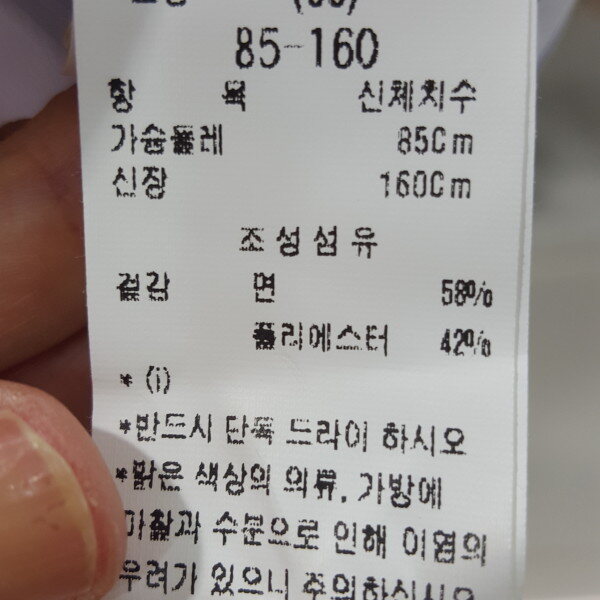 85-160
항 목 신체치수
가슴둘레 85Cm
신장 160Cm
조성섬유
겉감 면 58%
폴리에스터 42%
* (i)
*반드시 단독 드라이 하시오
*밝은 색상의 의류, 가방에
마찰과 수분으로 인해 이염의
우려가 있으니 주의하십시오